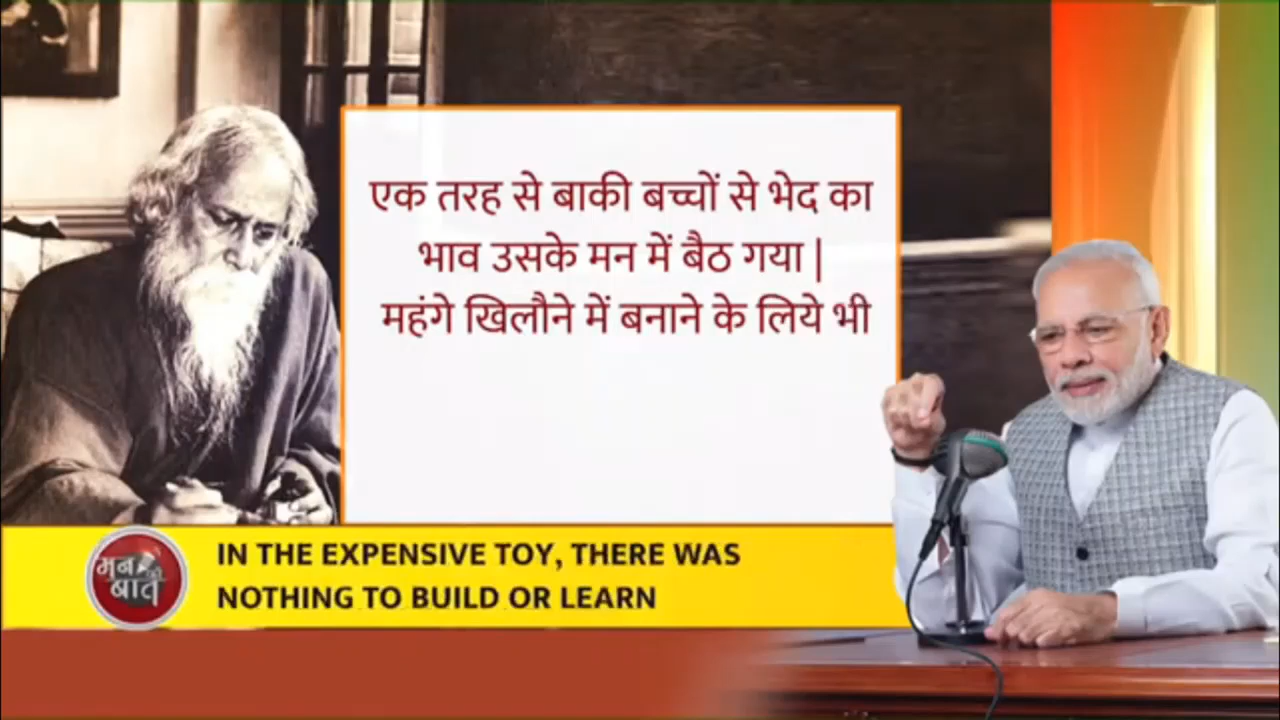 एक तरह से बाकी बच्चों से भेद का
भाव उसके मन में बैठ गया |
महंगे खिलौने में बनाने के लिये भी
मन की
बात
IN THE EXPENSIVE TOY, THERE WAS
NOTHING TO BUILD OR LEARN